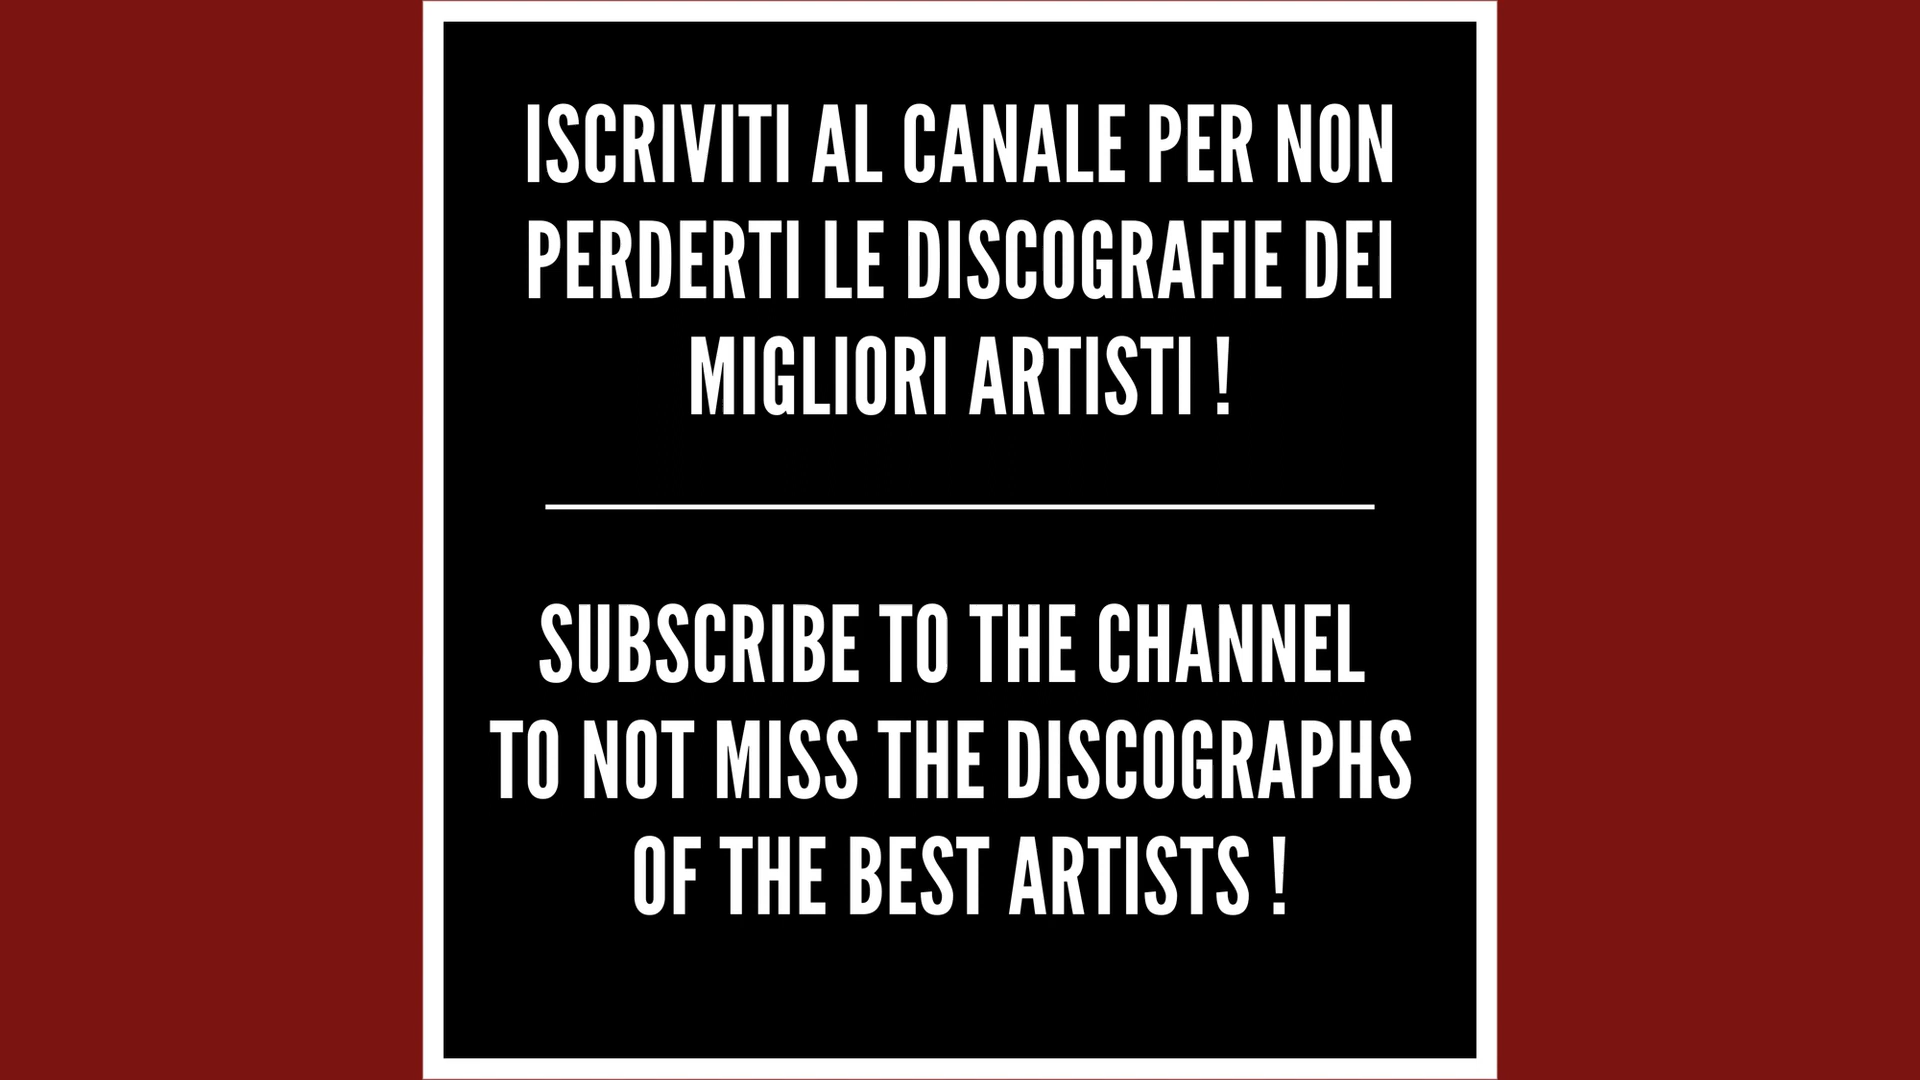 ISCRIVITI AL CANALE PER NON
PERDERTI LE DISCOGRAFIE DEI
MIGLIORI ARTISTI !
SUBSCRIBE TO THE CHANNEL
TO NOT MISS THE DISCOGRAPHS
OF THE BEST ARTISTS !